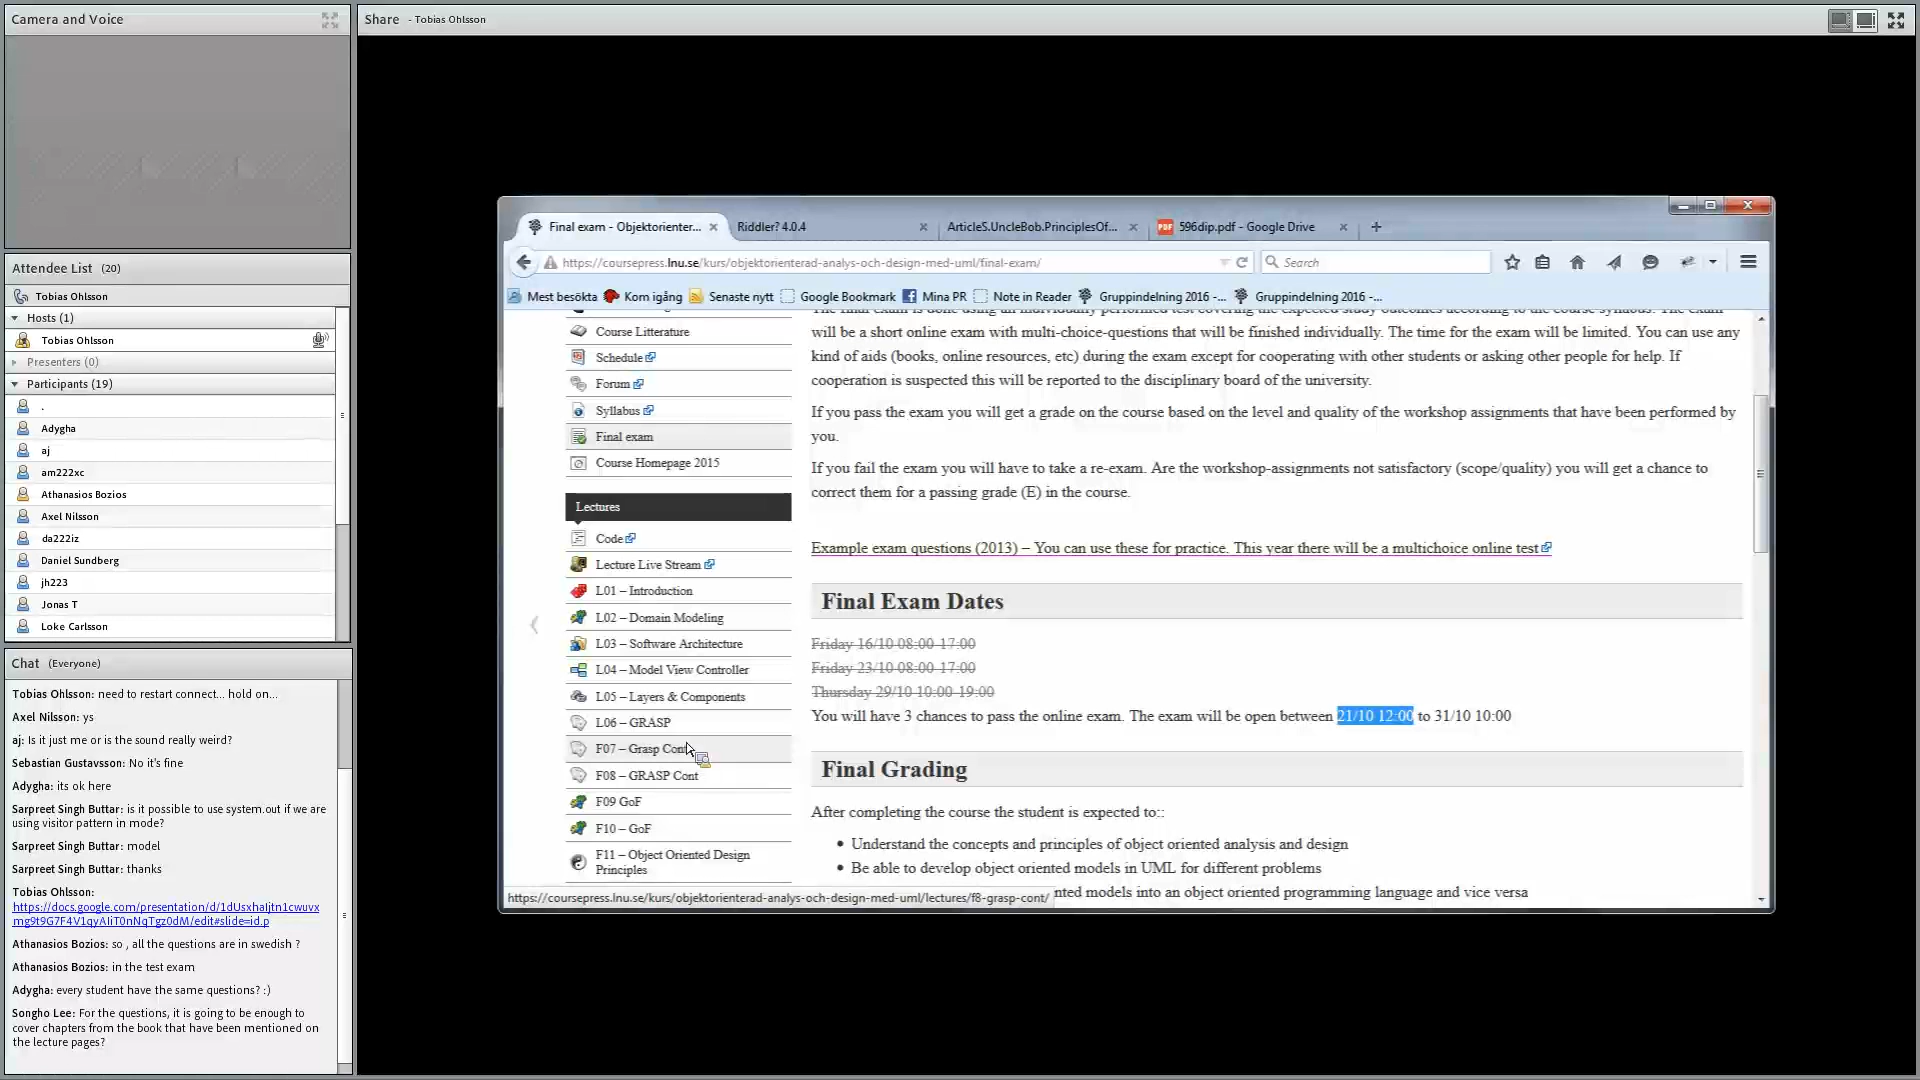 Camera and Voice
Share - Tobias Ohlsson
Attendee List (20)
Tobias Ohlsson
Hosts (1)
Tobias Ohlsson
Presenters (0)
Participants (19)
.
Adygha
aj
am222xc
Athanasios Bozios
Axel Nilsson
da222iz
Daniel Sundberg
jh223
Jonas T
Loke Carlsson
Chat (Everyone)
Tobias Ohlsson: need to restart connect... hold on...
Axel Nilsson: ys
aj: Is it just me or is the sound really weird?
Sebastian Gustavsson: No it's fine
Adygha: its ok here
Sarpreet Singh Buttar: is it possible to use system.out if we are
using visitor pattern in mode?
Sarpreet Singh Buttar: model
Sarpreet Singh Buttar: thanks
Tobias Ohlsson:
Athanasios Bozios: so , all the questions are in swedish ?
Athanasios Bozios: in the test exam
Adygha: every student have the same questions? :)
Songho Lee: For the questions, it is going to be enough to
cover chapters from the book that have been mentioned on
the lecture pages?
Final exam - Objektorienter...
Riddler? 4.0.4
ArticleS.UncleBob.PrinciplesOf...
PDF 596dip.pdf - Google Drive
https://coursepress.lnu.se/kurs/objektorienterad-analys-och-design-med-uml/final-exam/
Search
Mest besökta
Kom igång
Senaste nytt
Google Bookmark
Mina PR
Note in Reader
Gruppindelning 2016 -...
Gruppindelning 2016 -...
Course Litterature
Schedule
Forum
Syllabus
Final exam
Course Homepage 2015
Lectures
Code
Lecture Live Stream
L01 – Introduction
L02 – Domain Modeling
L03 – Software Architecture
L04 – Model View Controller
L05 – Layers & Components
L06 – GRASP
F07 – Grasp Cont
F08 – GRASP Cont
F09 GoF
F10 – GoF
F11 – Object Oriented Design
Principles
The final exam is done using an individually performed test covering the expected study outcomes according to the course syllabus. The exam
will be a short online exam with multi-choice-questions that will be finished individually. The time for the exam will be limited. You can use any
kind of aids (books, online resources, etc) during the exam except for cooperating with other students or asking other people for help. If
cooperation is suspected this will be reported to the disciplinary board of the university.
If you pass the exam you will get a grade on the course based on the level and quality of the workshop assignments that have been performed by
you.
If you fail the exam you will have to take a re-exam. Are the workshop-assignments not satisfactory (scope/quality) you will get a chance to
correct them for a passing grade (E) in the course.
Example exam questions (2013) – You can use these for practice. This year there will be a multichoice online test
Final Exam Dates
Friday 16/10 08:00-17:00
Friday 23/10 08:00-17:00
Thursday 29/10 10:00-19:00
You will have 3 chances to pass the online exam. The exam will be open between 21/10 12:00 to 31/10 10:00
Final Grading
After completing the course the student is expected to::
• Understand the concepts and principles of object oriented analysis and design
• Be able to develop object oriented models in UML for different problems
nted models into an object oriented programming language and vice versa
https://coursepress.lnu.se/kurs/objektorienterad-analys-och-design-med-uml/lectures/f8-grasp-cont/